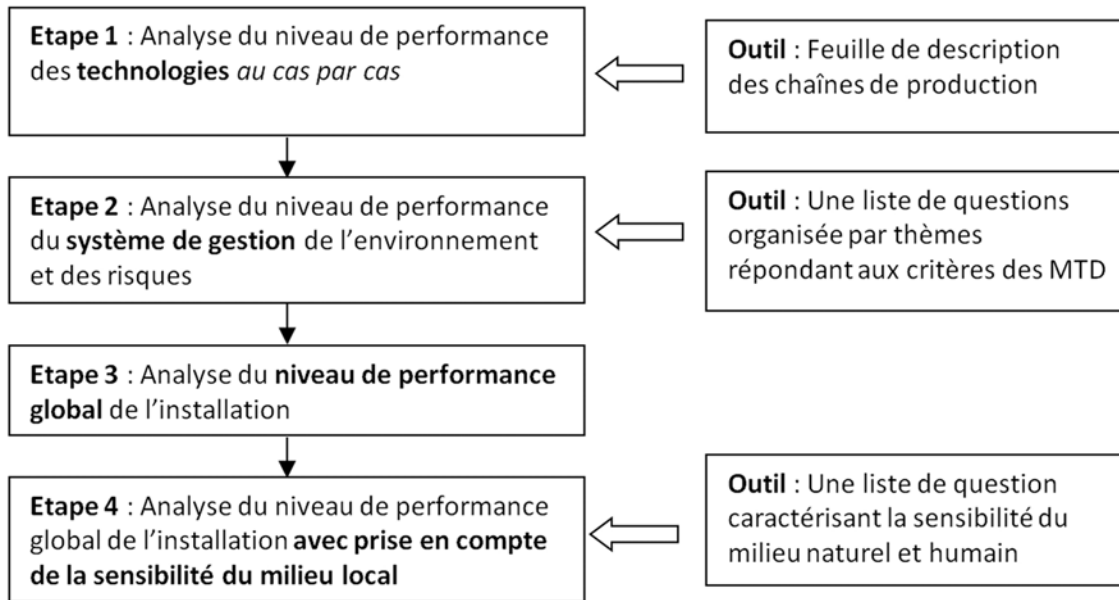 Etape 1 : Analyse du niveau de performance
des technologies au cas par cas
Outil : Feuille de description
des chaînes de production
Etape 2 : Analyse du niveau de performance
du système de gestion de l'environnement
et des risques
Outil : Une liste de questions
organisée par thèmes
répondant aux critères des MTD
Etape 3 : Analyse du niveau de performance
global de l'installation
Etape 4 : Analyse du niveau de performance
global de l'installation avec prise en compte
de la sensibilité du milieu local
Outil : Une liste de question
caractérisant la sensibilité du
milieu naturel et humain